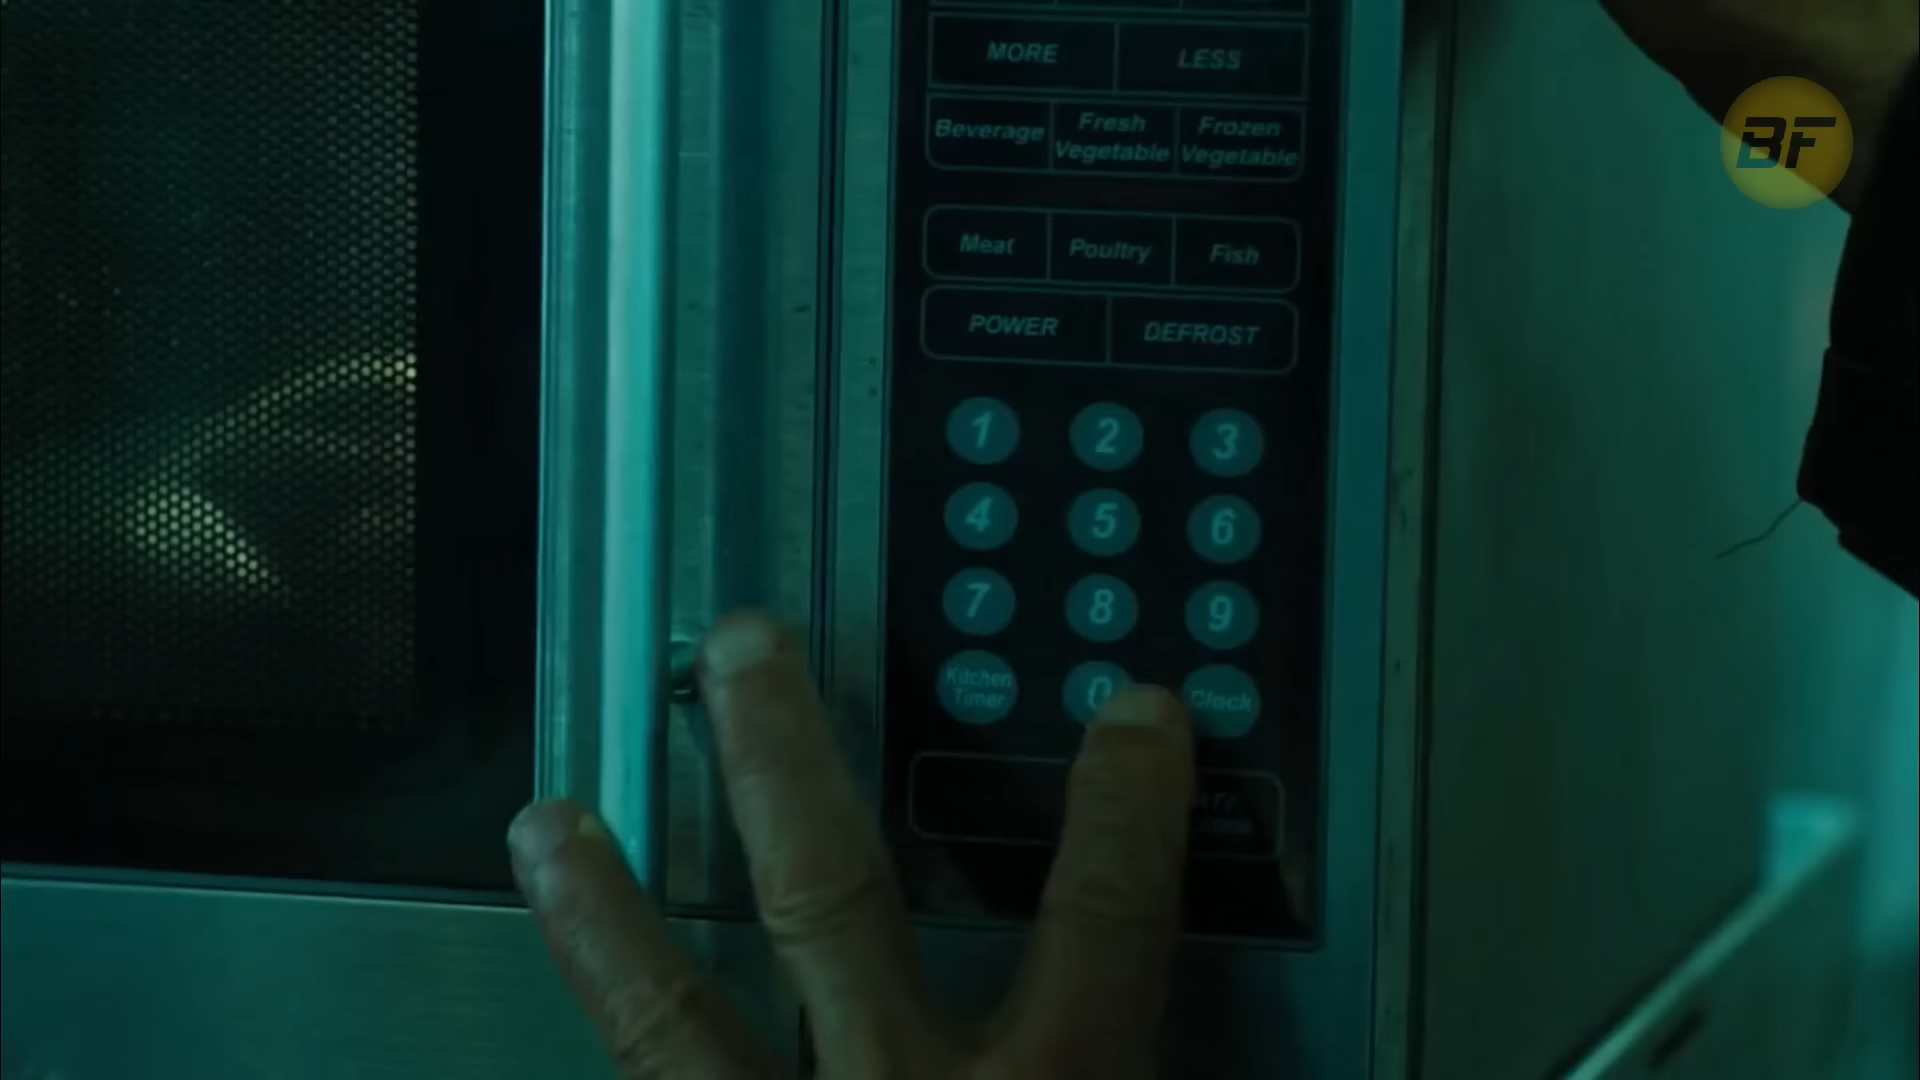 MORE LESS
Beverage Fresh Vegetable Frozen Vegetable
Meat Poultry Fish
POWER DEFROST
1 2 3
4 5 6
7 8 9
Kitchen Timer 0 Clock
BF